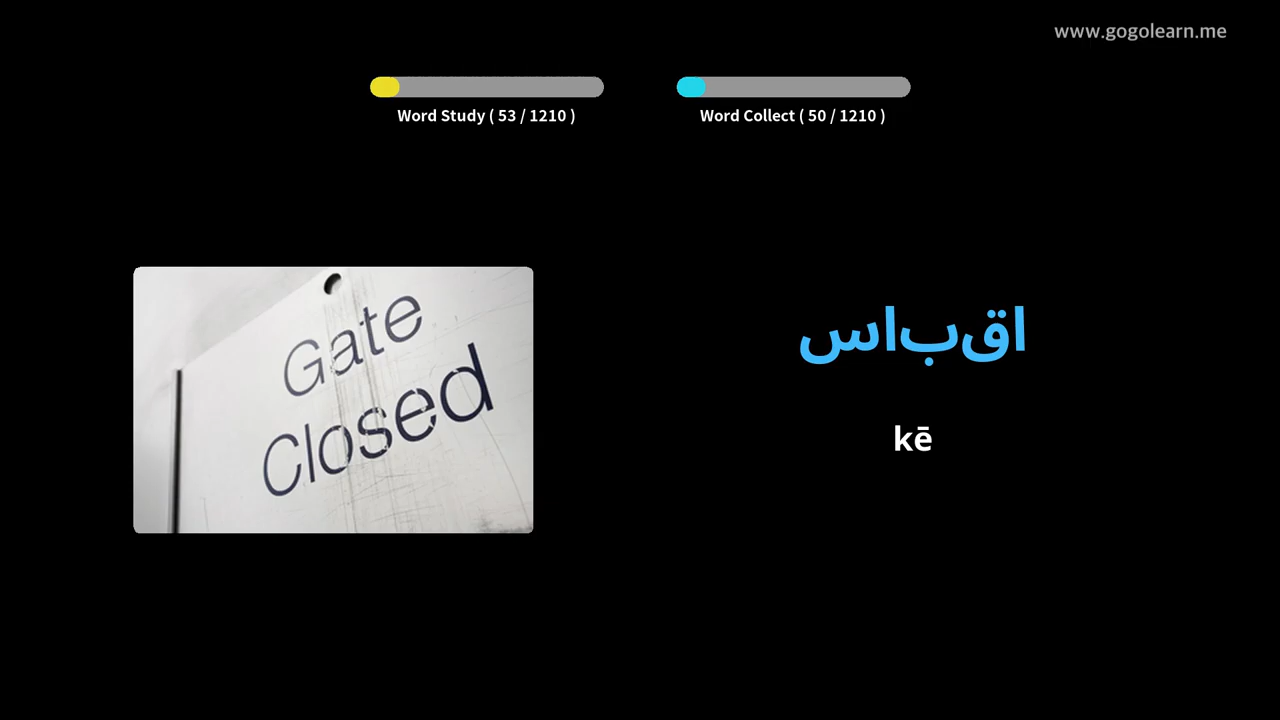 www.gogolearn.me
Word Study ( 53 / 1210 )
Word Collect ( 50 / 1210 )
Gate
Closed
اقباس
kē